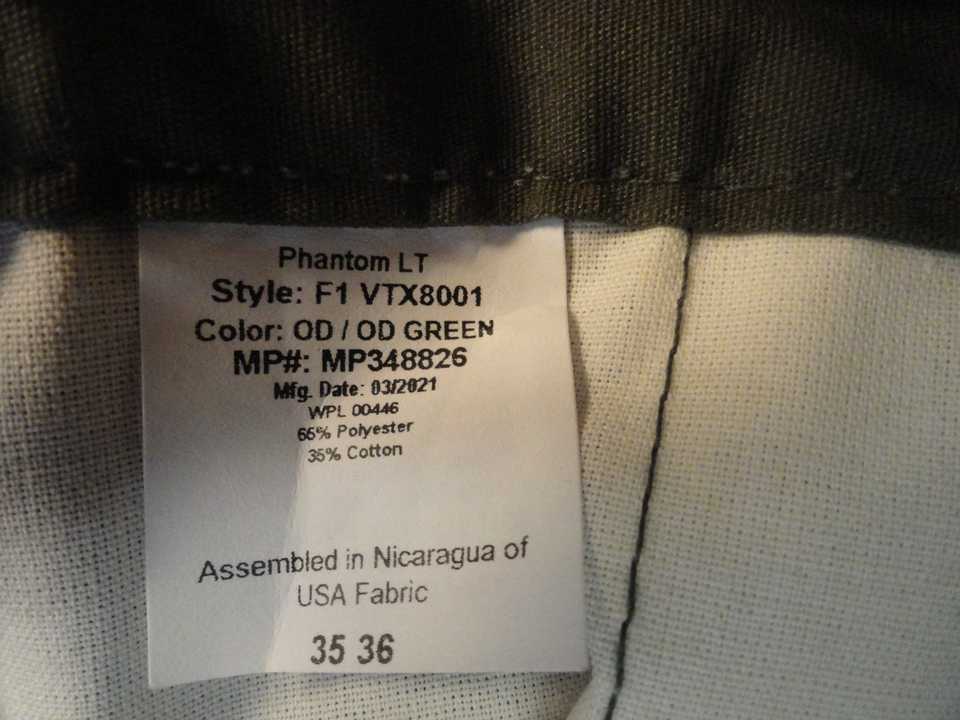 Phantom LT
Style: F1 VTX8001
Color: OD / OD GREEN
MP#: MP348826
Mfg. Date: 03/2021
WPL 00446
65% Polyester
35% Cotton
Assembled in Nicaragua of
USA Fabric
35 36